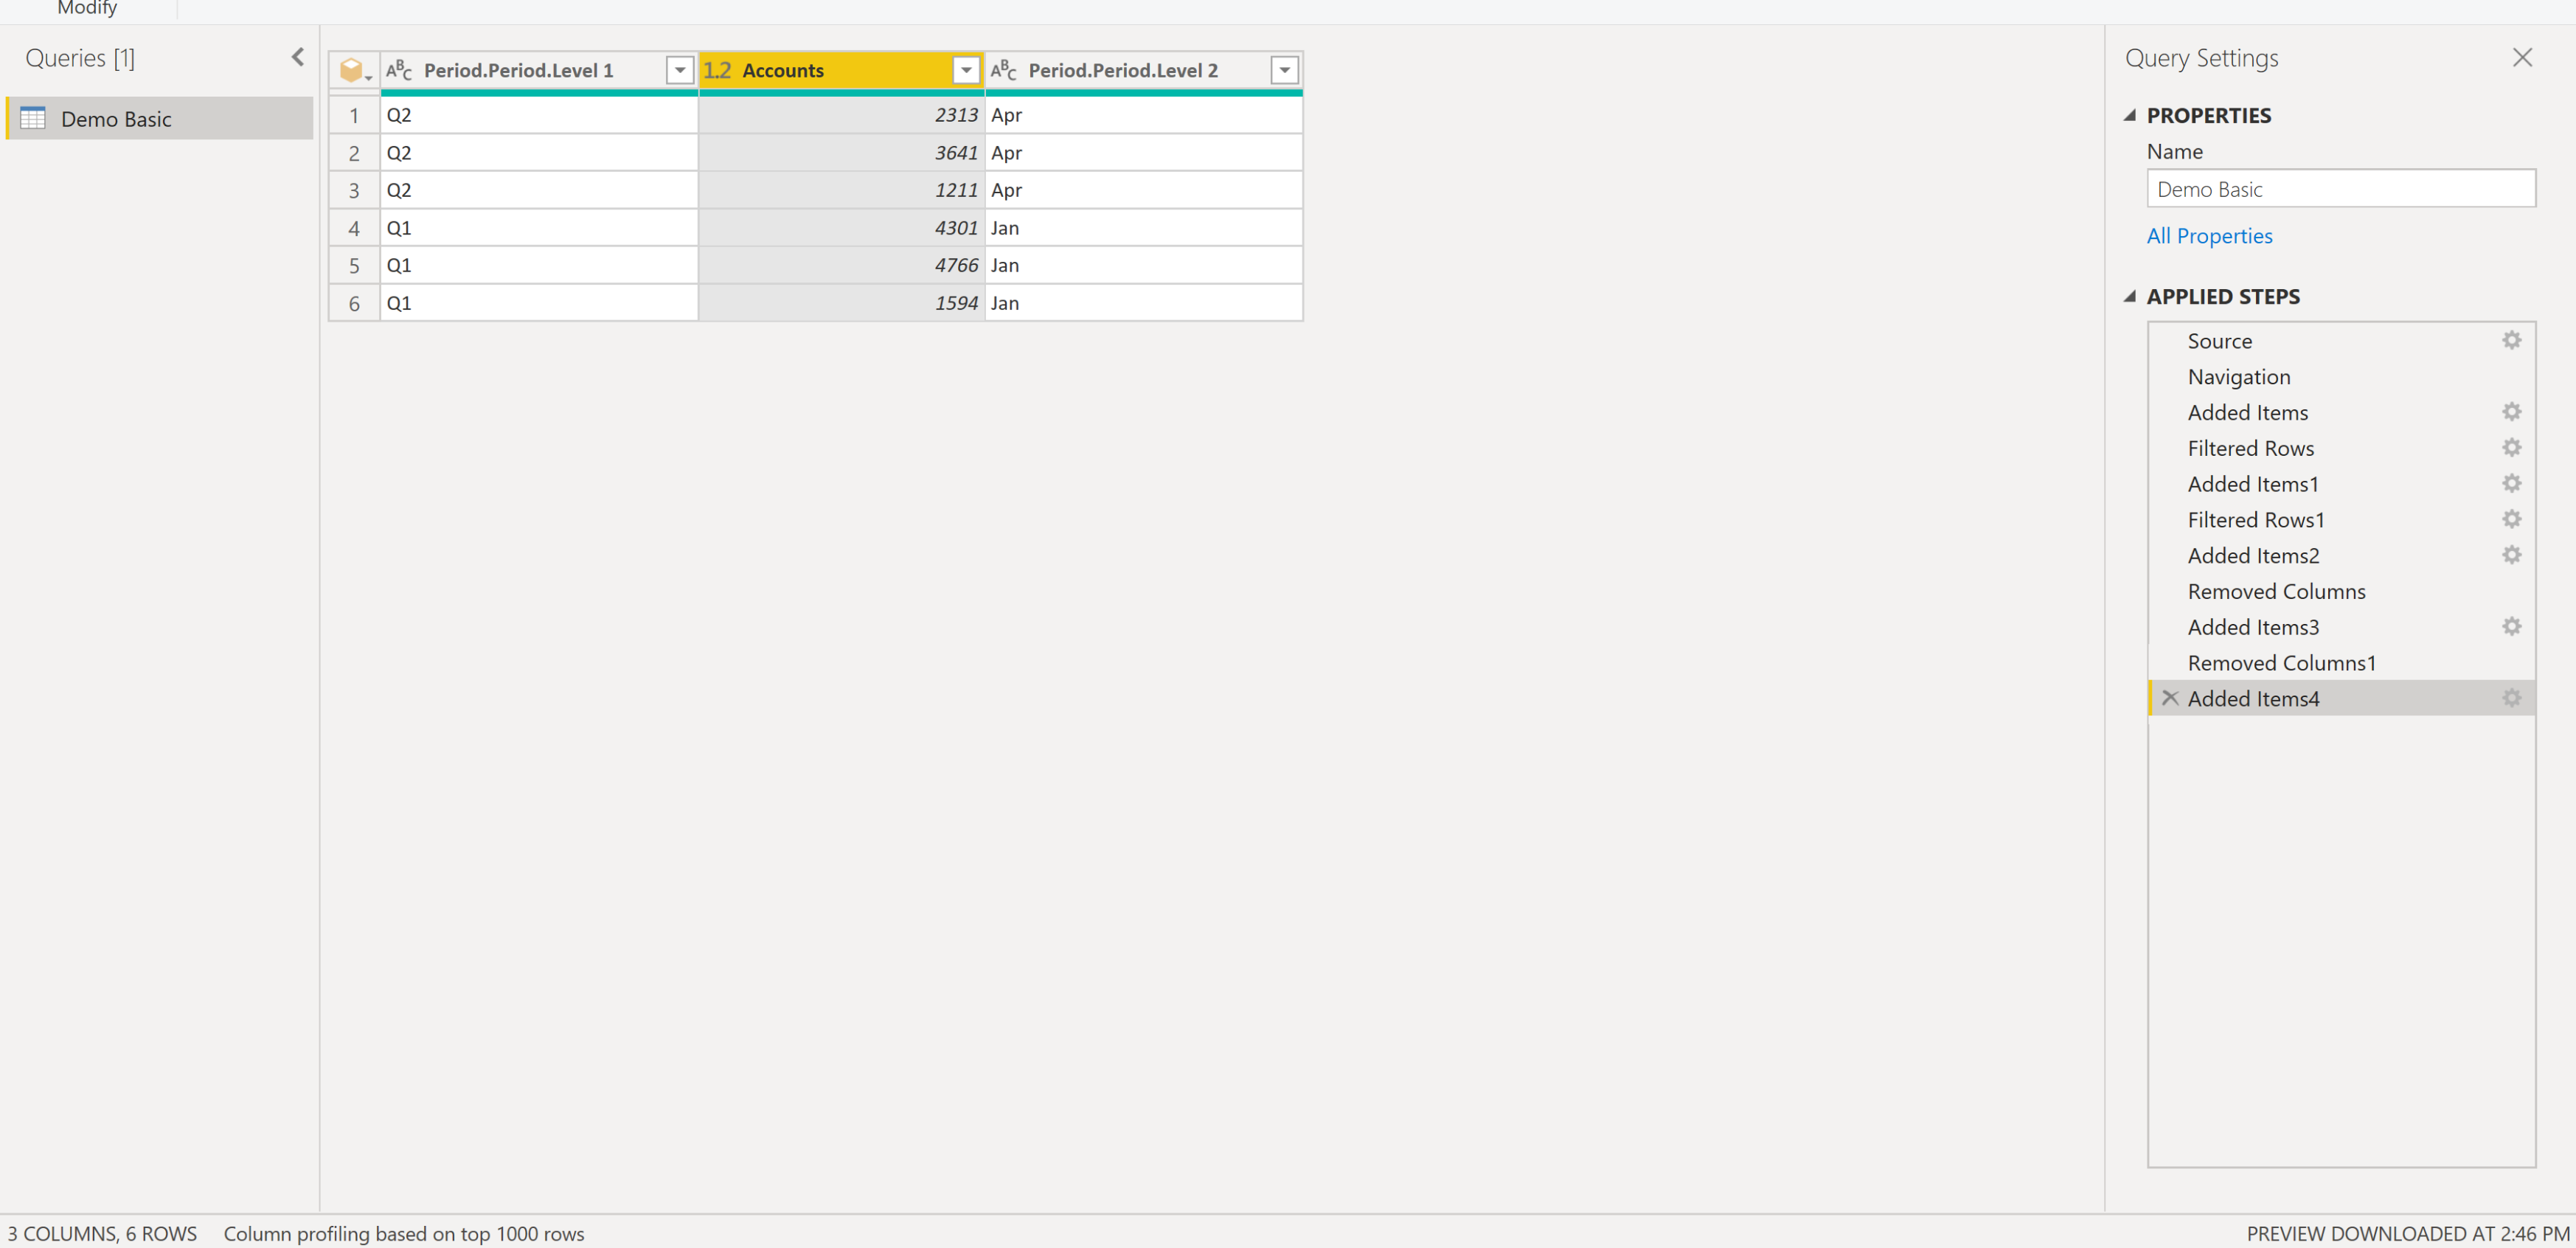 Modify
Queries [1]
Demo Basic
ABC Period.Period.Level 1 1.2 Accounts ABC Period.Period.Level 2
1 Q2 2313 Apr
2 Q2 3641 Apr
3 Q2 1211 Apr
4 Q1 4301 Jan
5 Q1 4766 Jan
6 Q1 1594 Jan
Query Settings
PROPERTIES
Name
Demo Basic
All Properties
APPLIED STEPS
Source
Navigation
Added Items
Filtered Rows
Added Items1
Filtered Rows1
Added Items2
Removed Columns
Added Items3
Removed Columns1
Added Items4
3 COLUMNS, 6 ROWS Column profiling based on top 1000 rows
PREVIEW DOWNLOADED AT 2:46 PM